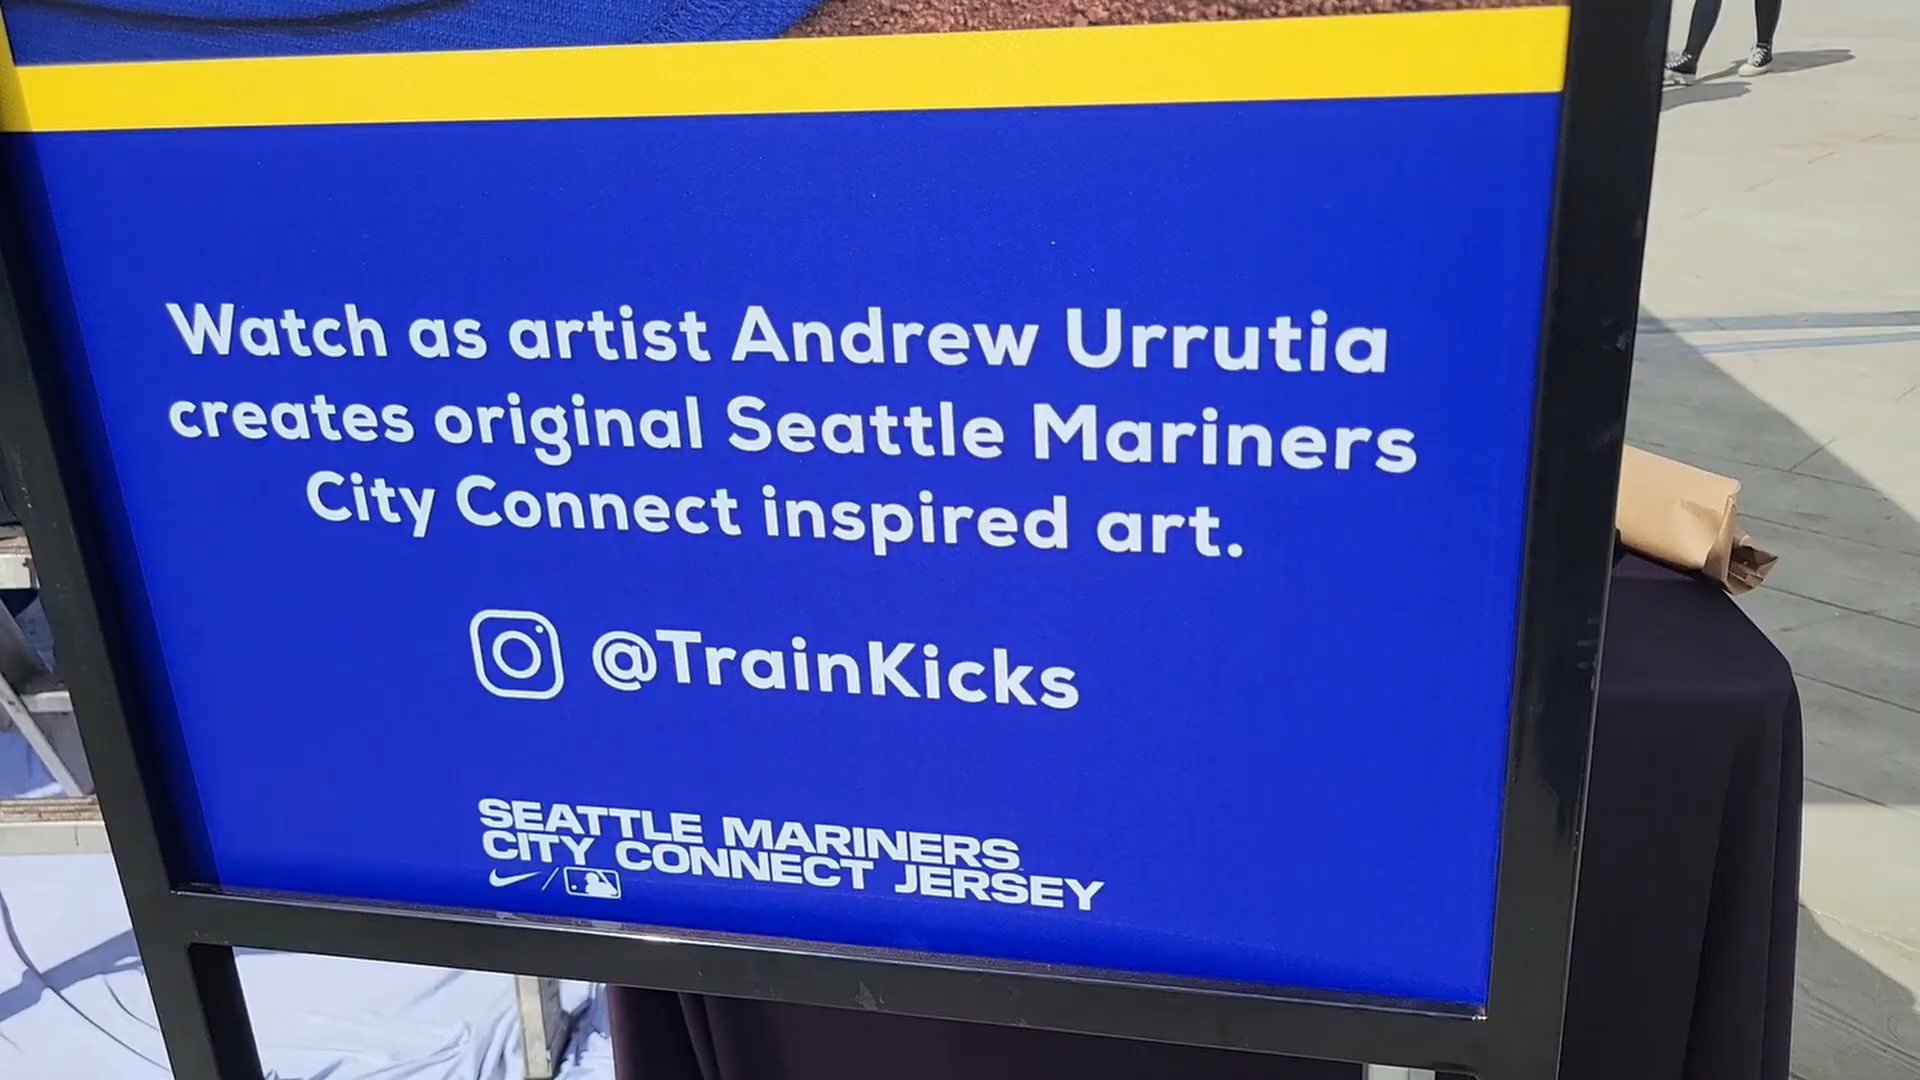 Watch as artist Andrew Urrutia
creates original Seattle Mariners
City Connect inspired art.
@TrainKicks
SEATTLE MARINERS
CITY CONNECT JERSEY